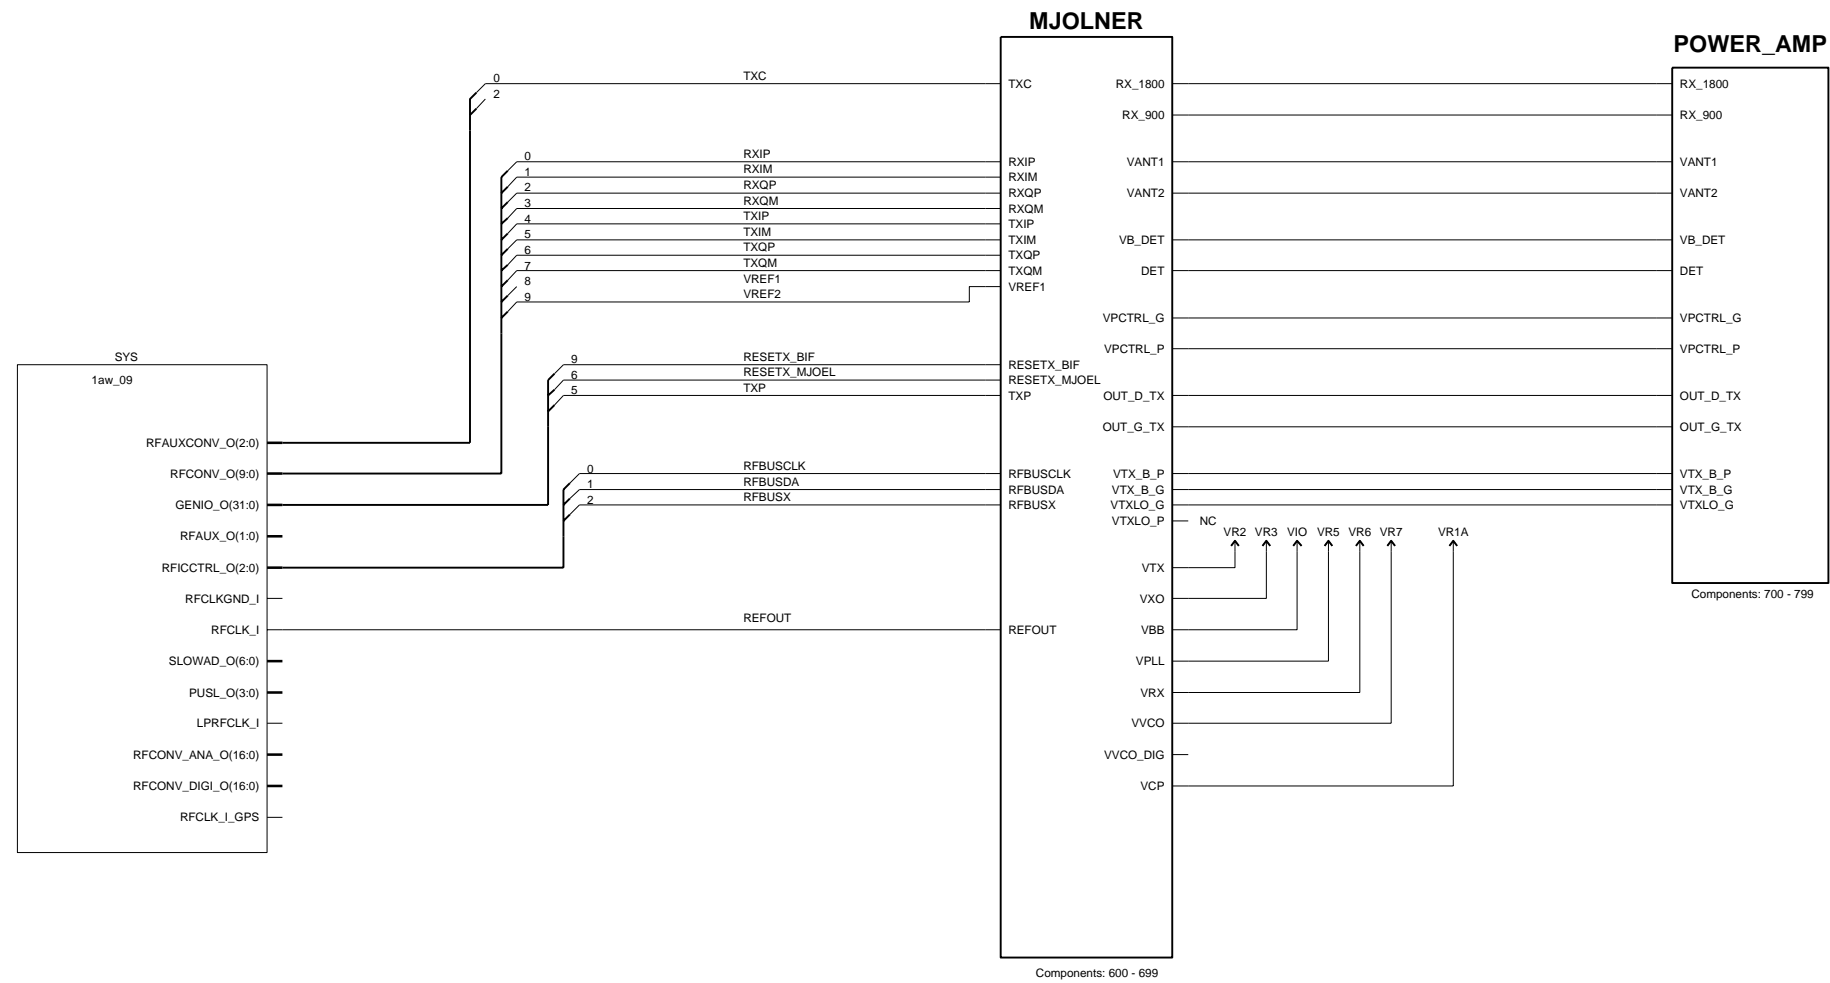 MJOLNER
POWER_AMP
0 TXC
2
TXC
RX_1800
RX_1800
RX_900
RX_900
0 RXIP
RXIP
VANT1
VANT1
1 RXIM
RXIM
2 RXQP
RXQP
VANT2
VANT2
3 RXQM
RXQM
4 TXIP
TXIP
5 TXIM
TXIM
VB_DET
VB_DET
6 TXQP
TXQP
7 TXQM
TXQM
DET
DET
8 VREF1
VREF1
9 VREF2
VPCTRL_G
VPCTRL_G
VPCTRL_P
VPCTRL_P
SYS
1aw_09
9 RESETX_BIF
RESETX_BIF
6 RESETX_MJOEL
RESETX_MJOEL
5 TXP
TXP
OUT_D_TX
OUT_D_TX
OUT_G_TX
OUT_G_TX
RFAUXCONV_O(2:0)
RFCONV_O(9:0)
GENIO_O(31:0)
RFAUX_O(1:0)
RFICCTRL_O(2:0)
RFCLKGND_I
RFCLK_I
SLOWAD_O(6:0)
PUSL_O(3:0)
LPRFCLK_I
RFCONV_ANA_O(16:0)
RFCONV_DIGI_O(16:0)
RFCLK_I_GPS
0 RFBUSCLK
RFBUSCLK
VTX_B_P
VTX_B_P
1 RFBUSDA
RFBUSDA
VTX_B_G
VTX_B_G
2 RFBUSX
RFBUSX
VTXLO_G
VTXLO_G
VTXLO_P
NC
VR2 VR3 VIO VR5 VR6 VR7 VR1A
VTX
VXO
REFOUT
REFOUT
VBB
VPLL
VRX
VVCO
VVCO_DIG
VCP
Components: 700 - 799
Components: 600 - 699